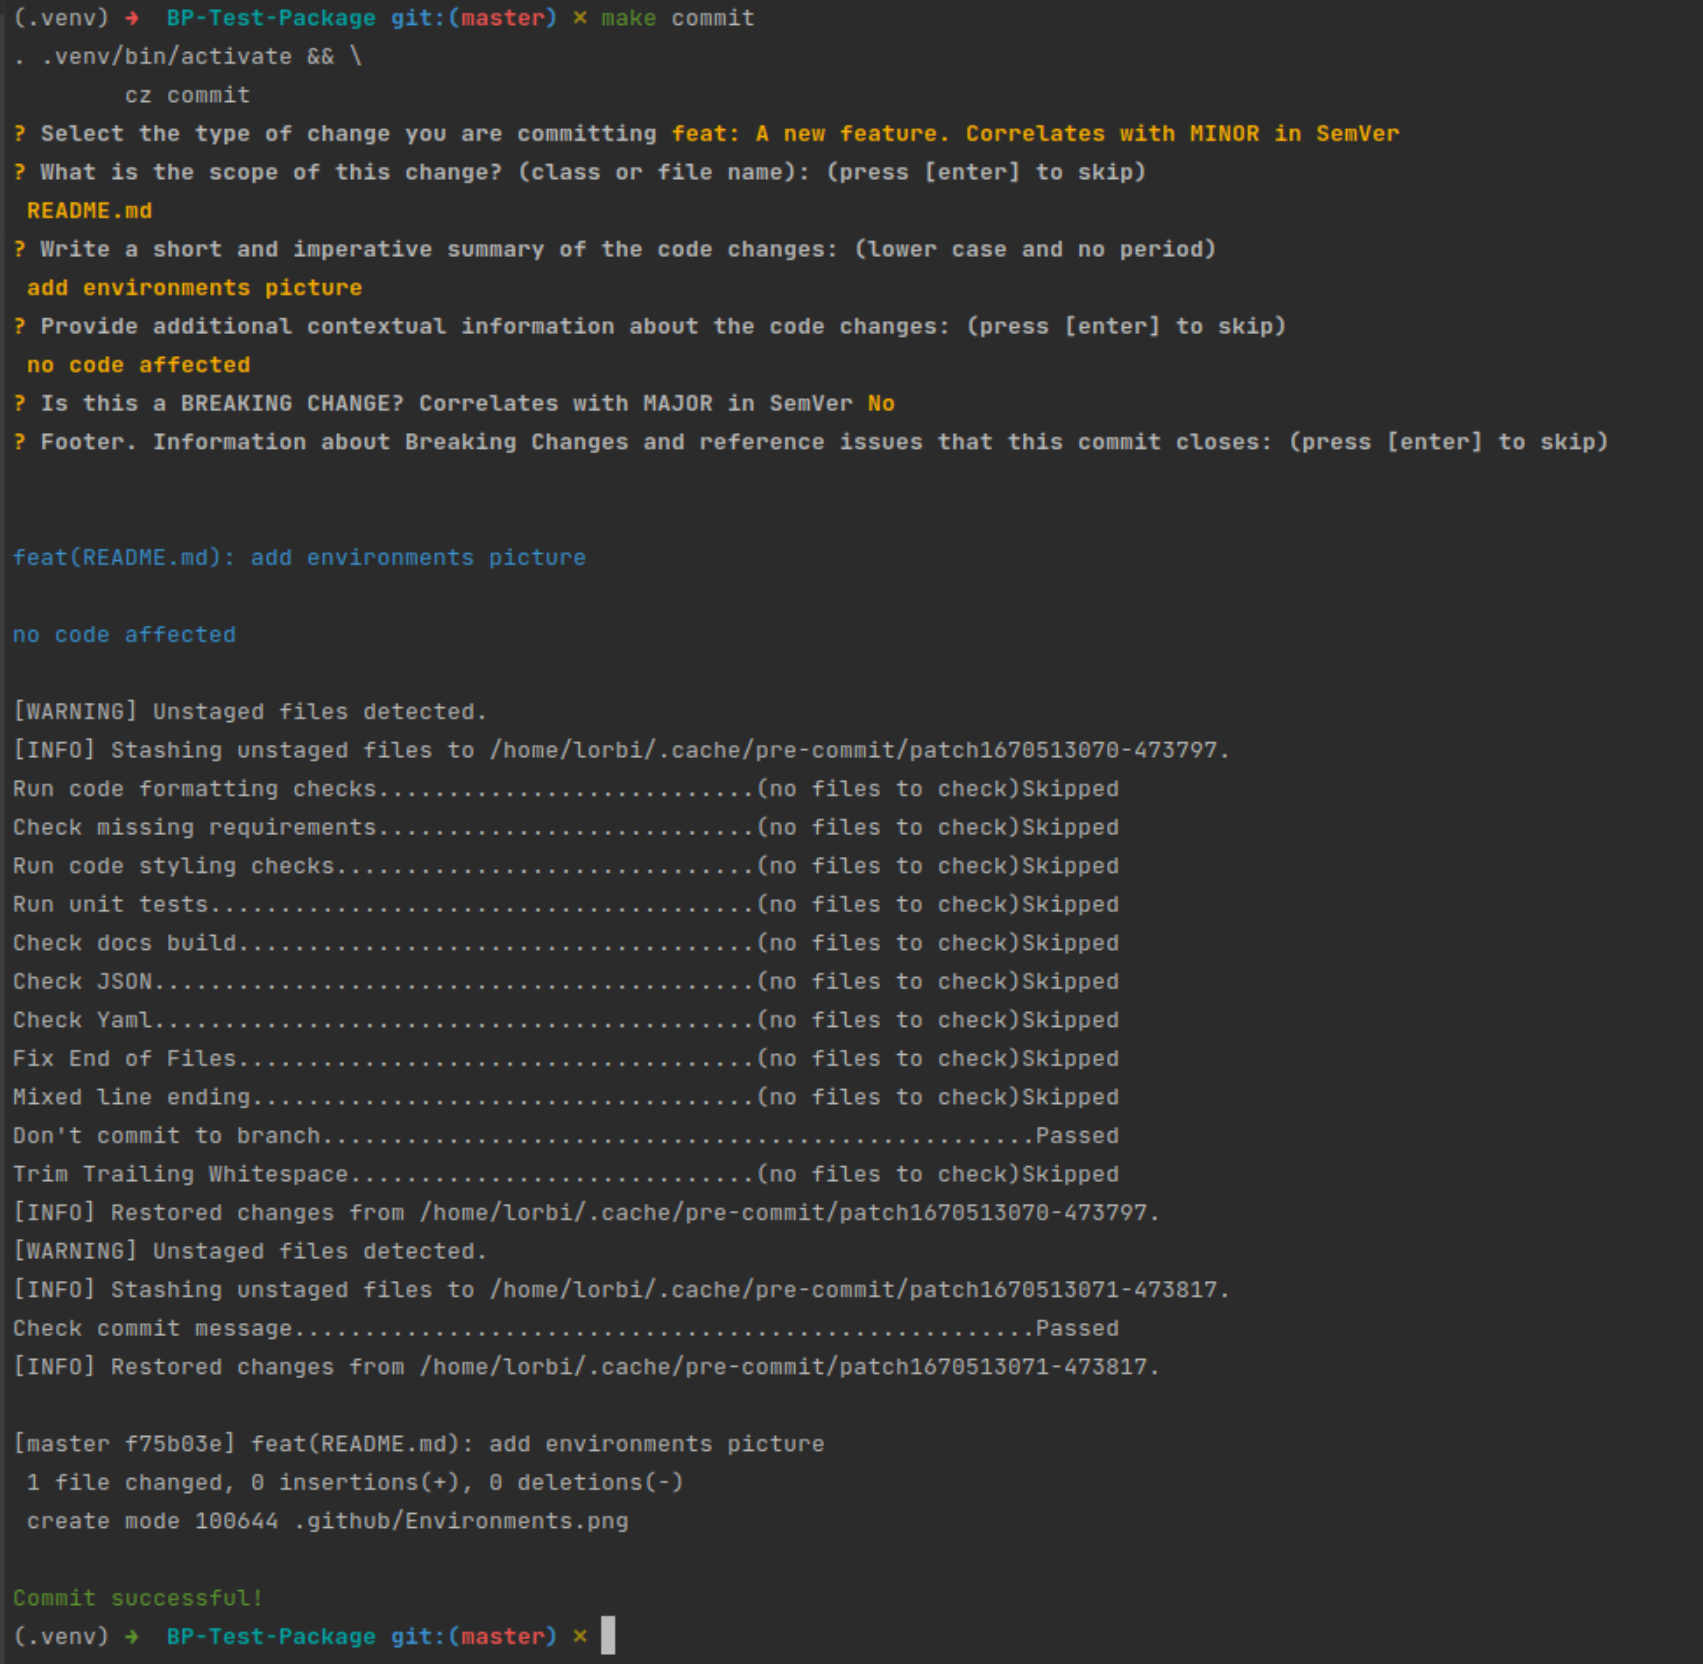 (.venv) → BP-Test-Package git:(master) × make commit
. .venv/bin/activate && \
        cz commit
? Select the type of change you are committing feat: A new feature. Correlates with MINOR in SemVer
? What is the scope of this change? (class or file name): (press [enter] to skip)
 README.md
? Write a short and imperative summary of the code changes: (lower case and no period)
 add environments picture
? Provide additional contextual information about the code changes: (press [enter] to skip)
 no code affected
? Is this a BREAKING CHANGE? Correlates with MAJOR in SemVer No
? Footer. Information about Breaking Changes and reference issues that this commit closes: (press [enter] to skip)
feat(README.md): add environments picture
no code affected
[WARNING] Unstaged files detected.
[INFO] Stashing unstaged files to /home/lorbi/.cache/pre-commit/patch1670513070-473797.
Run code formatting checks...........................(no files to check)Skipped
Check missing requirements...........................(no files to check)Skipped
Run code styling checks..............................(no files to check)Skipped
Run unit tests.......................................(no files to check)Skipped
Check docs build.....................................(no files to check)Skipped
Check JSON...........................................(no files to check)Skipped
Check Yaml...........................................(no files to check)Skipped
Fix End of Files.....................................(no files to check)Skipped
Mixed line ending....................................(no files to check)Skipped
Don't commit to branch...................................................Passed
Trim Trailing Whitespace.............................(no files to check)Skipped
[INFO] Restored changes from /home/lorbi/.cache/pre-commit/patch1670513070-473797.
[WARNING] Unstaged files detected.
[INFO] Stashing unstaged files to /home/lorbi/.cache/pre-commit/patch1670513071-473817.
Check commit message.....................................................Passed
[INFO] Restored changes from /home/lorbi/.cache/pre-commit/patch1670513071-473817.
[master f75b03e] feat(README.md): add environments picture
 1 file changed, 0 insertions(+), 0 deletions(-)
 create mode 100644 .github/Environments.png
Commit successful!
(.venv) → BP-Test-Package git:(master) ×